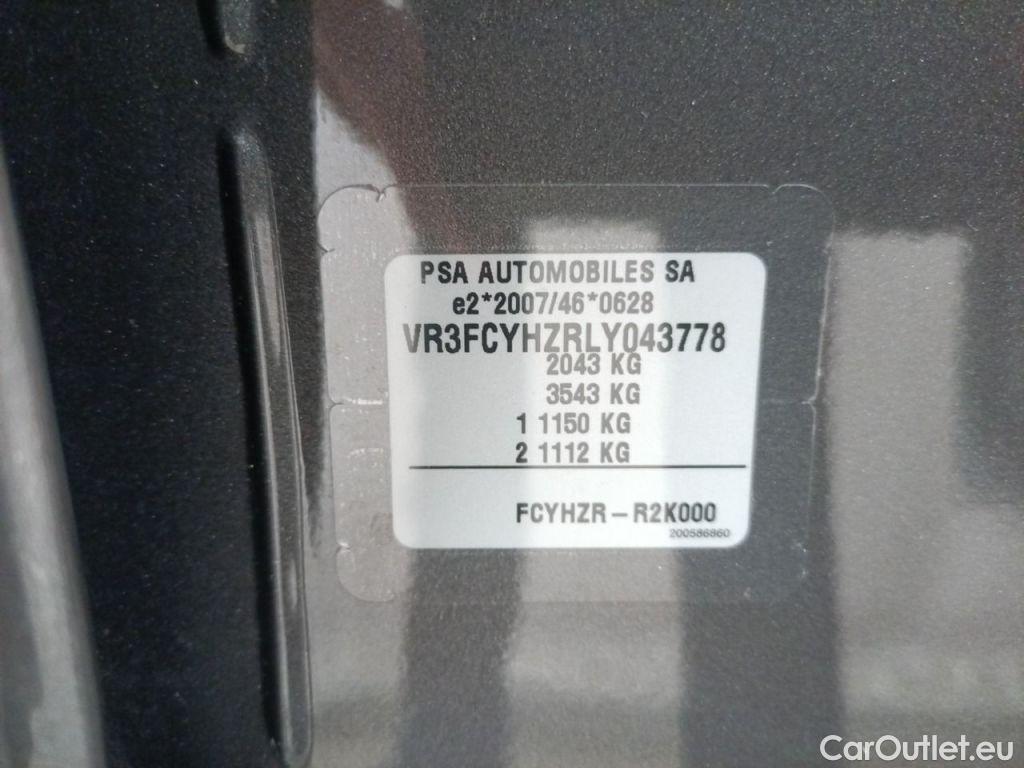 PSA AUTOMOBILES SA
e2*2007/46*0628
VR3FCYHZRLY043778
2043 KG
3543 KG
1 1150 KG
2 1112 KG
FCYHZR - R2K000
200586860
CarOutlet.eu